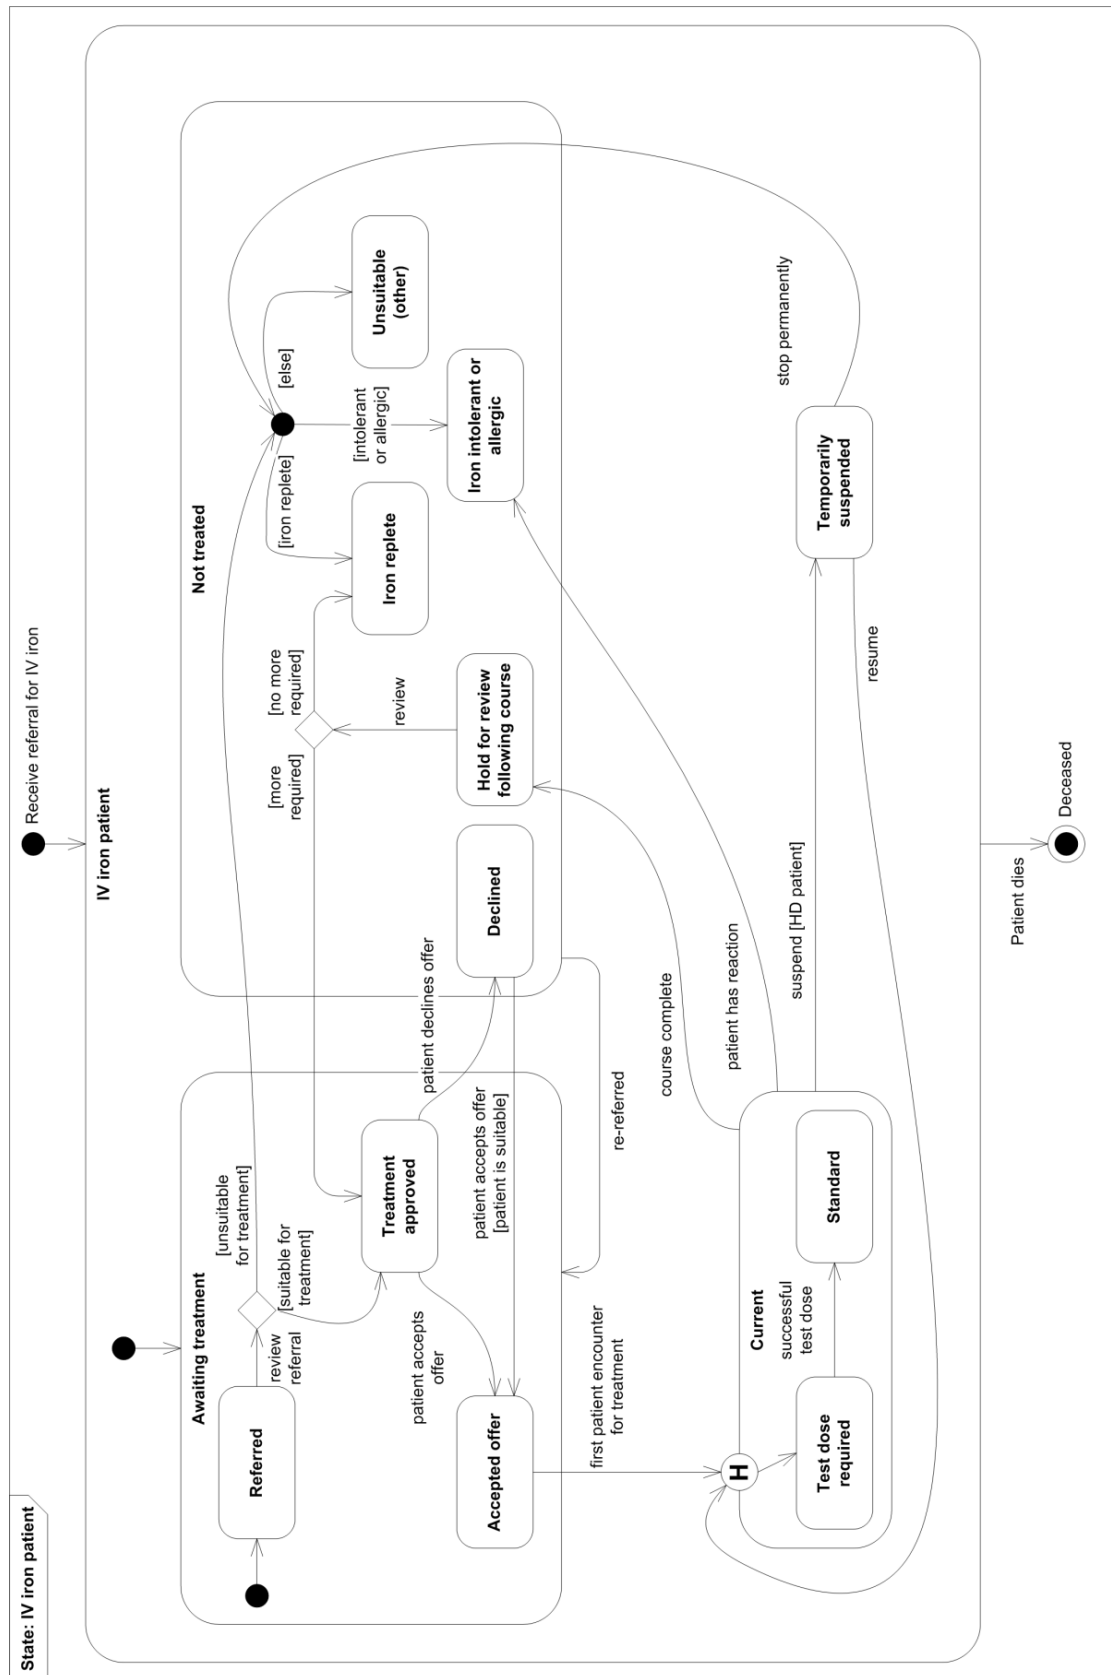 State: IV iron patient
Receive referral for IV iron
IV iron patient
Awaiting treatment
Referred
review
referral
[unsuitable
for treatment]
[suitable for
treatment]
Treatment
approved
patient accepts
offer
Accepted offer
patient declines offer
patient accepts offer
[patient is suitable]
re-referred
first patient encounter
for treatment
Not treated
[more
required]
[no more
required]
review
Hold for review
following course
Declined
Iron replete
[iron replete]
[else]
[intolerant
or allergic]
Unsuitable
(other)
Iron intolerant or
allergic
course complete
patient has reaction
Current
H
Test dose
required
successful
test dose
Standard
suspend [HD patient]
Temporarily
suspended
stop permanently
resume
Patient dies
Deceased